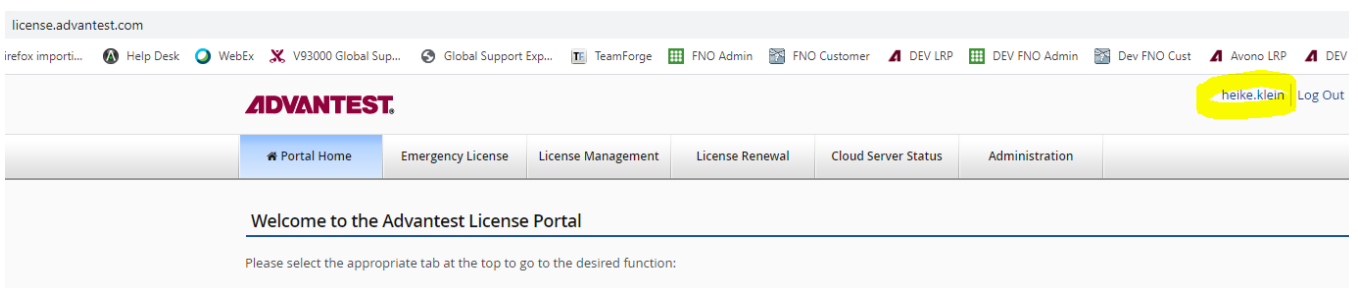 license.advantest.com
irefox importi... Help Desk WebEx V93000 Global Sup... Global Support Exp... TeamForge FNO Admin FNO Customer DEV LRP DEV FNO Admin Dev FNO Cust Avono LRP DEV
ADVANTEST. heike.klein Log Out
Portal Home Emergency License License Management License Renewal Cloud Server Status Administration
Welcome to the Advantest License Portal
Please select the appropriate tab at the top to go to the desired function: